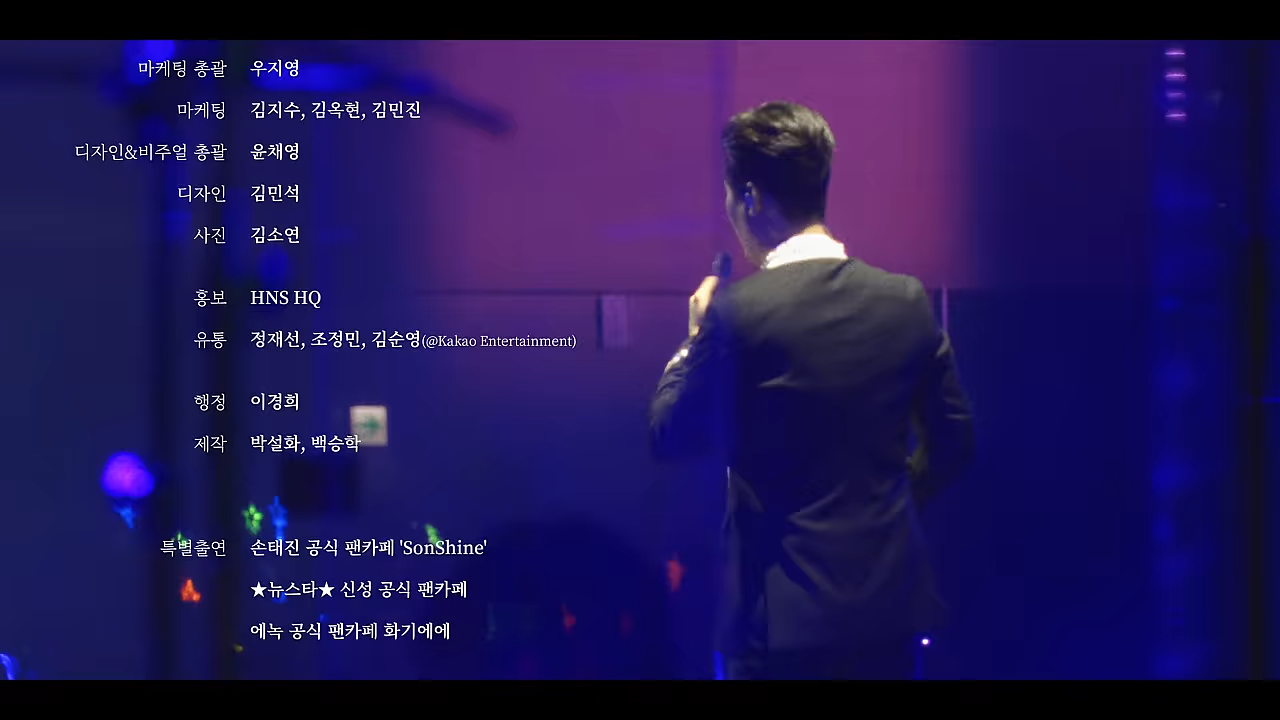 마케팅 총괄 우지영
마케팅 김지수, 김옥현, 김민진
디자인&비주얼 총괄 윤채영
디자인 김민석
사진 김소연
홍보 HNS HQ
유통 정재선, 조정민, 김순영(@Kakao Entertainment)
행정 이경희
제작 박설화, 백승학
특별출연 손태진 공식 팬카페 'SonShine'
★뉴스타★ 신성 공식 팬카페
에녹 공식 팬카페 화기에에